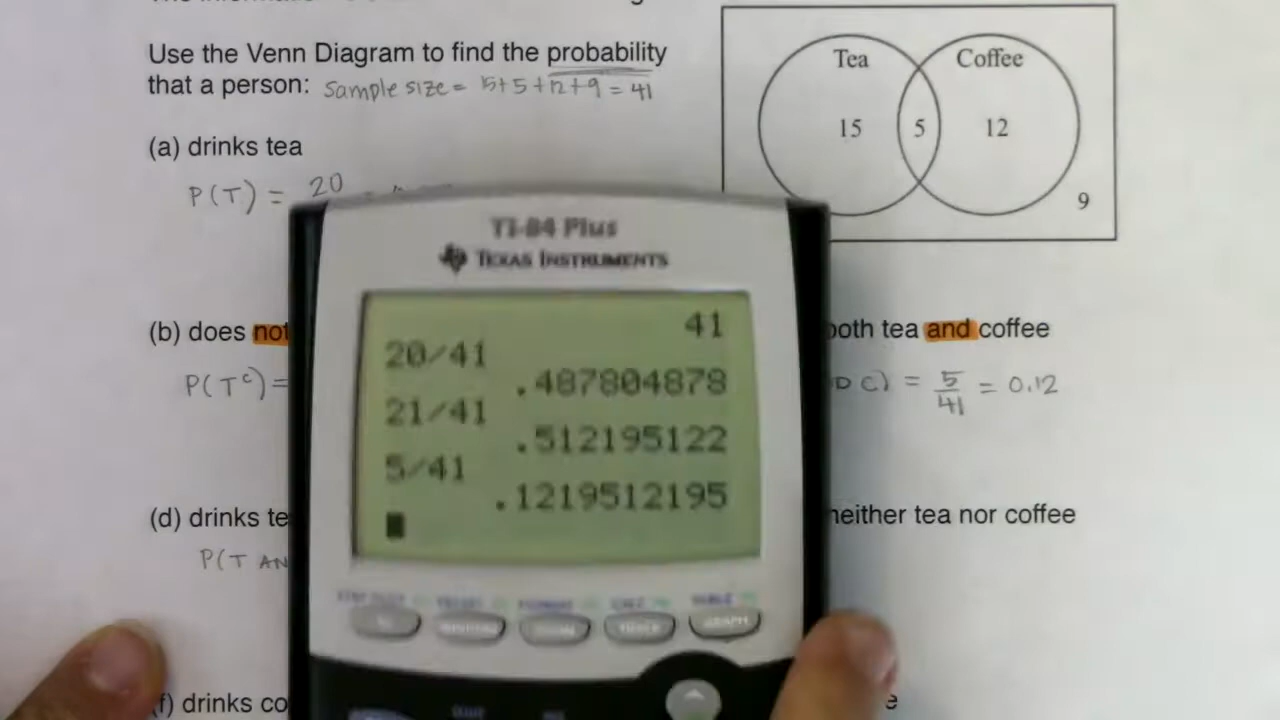 Use the Venn Diagram to find the probability
that a person: Sample size = 15+5+12+9 = 41
Tea Coffee
15 5 12
9
(a) drinks tea
P(T) = 20
TI-84 Plus
TEXAS INSTRUMENTS
41
20/41
.487804878
21/41
.512195122
5/41
.1219512195
(b) does not
both tea and coffee
P(Tᶜ) =
D C) = 5/41 = 0.12
(d) drinks te
neither tea nor coffee
P(T AN
TRACE GRAPH
(f) drinks co
e